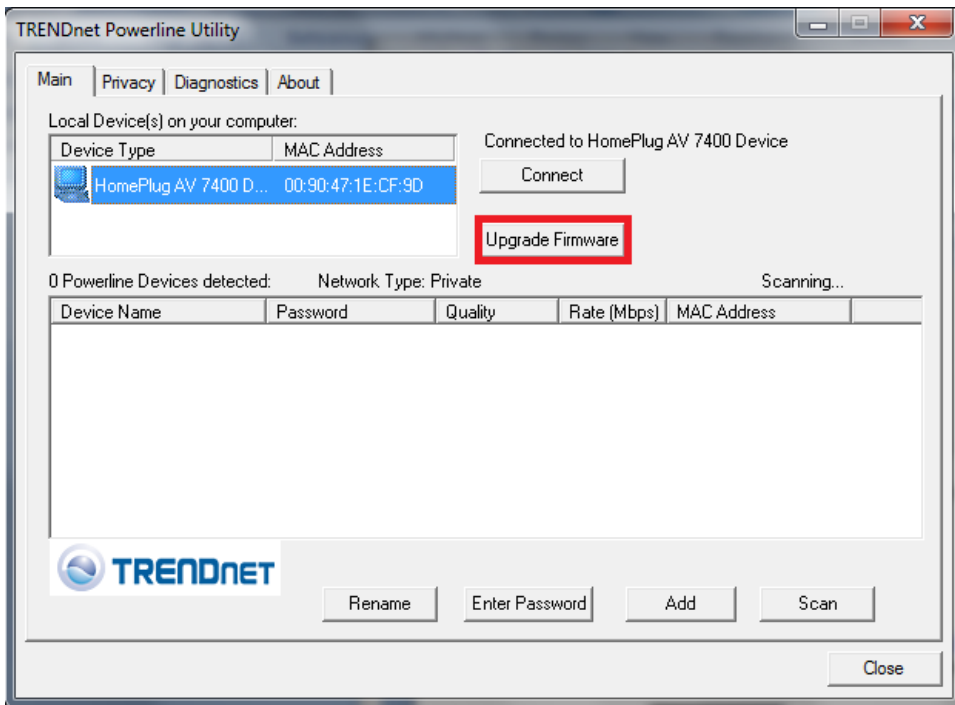 TRENDnet Powerline Utility
Main Privacy Diagnostics About
Local Device(s) on your computer:
Device Type MAC Address
HomePlug AV 7400 D... 00:90:47:1E:CF:9D
Connected to HomePlug AV 7400 Device
Connect
Upgrade Firmware
0 Powerline Devices detected: Network Type: Private Scanning...
Device Name Password Quality Rate (Mbps) MAC Address
TRENDNET
Rename Enter Password Add Scan
Close